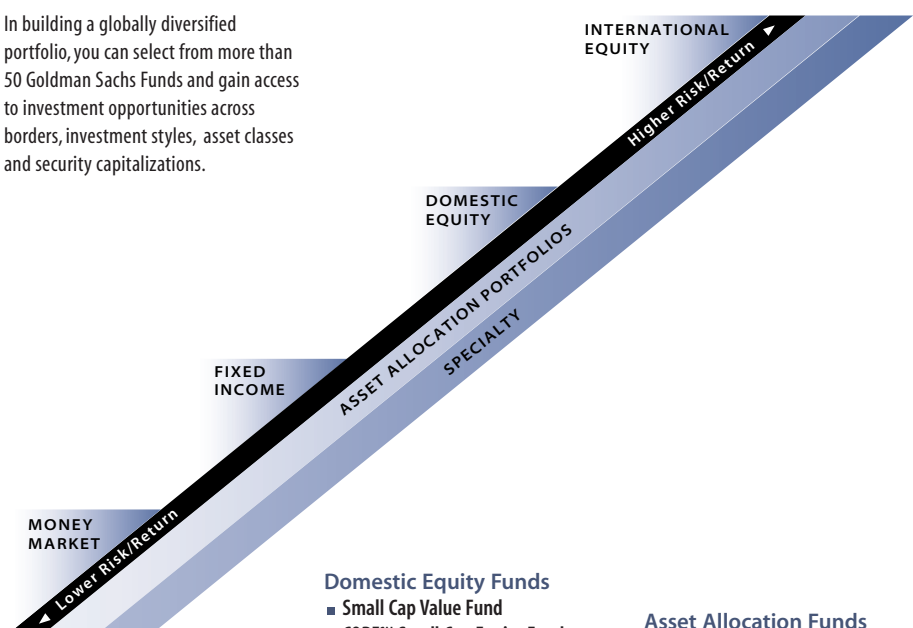 In building a globally diversified
portfolio, you can select from more than
50 Goldman Sachs Funds and gain access
to investment opportunities across
borders, investment styles, asset classes
and security capitalizations.
INTERNATIONAL
EQUITY
Higher Risk/Return
DOMESTIC
EQUITY
ASSET ALLOCATION PORTFOLIOS
SPECIALTY
FIXED
INCOME
MONEY
MARKET
Lower Risk/Return
Domestic Equity Funds
Small Cap Value Fund
Asset Allocation Funds